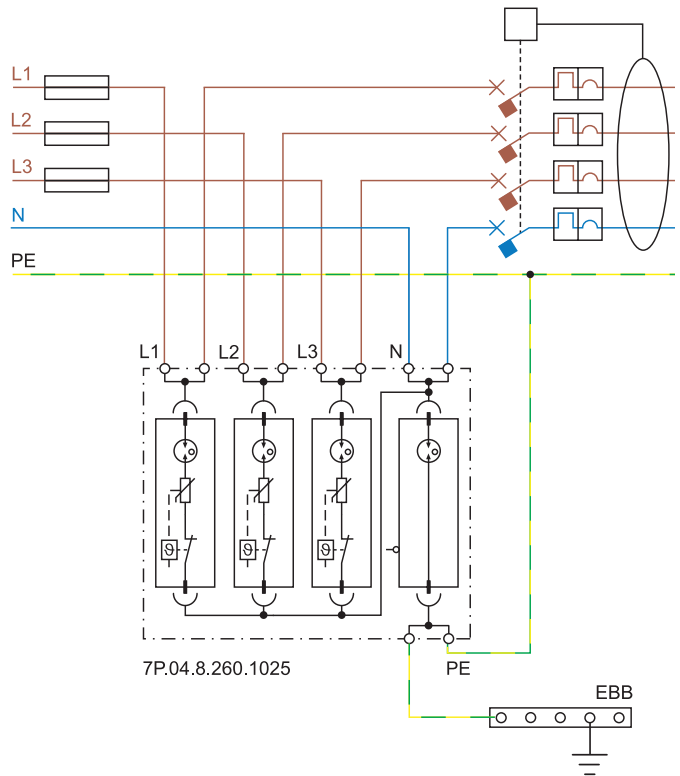 L1
L2
L3
N
PE
L1 L2 L3 N
ϑ ϑ ϑ
7P.04.8.260.1025 PE
EBB